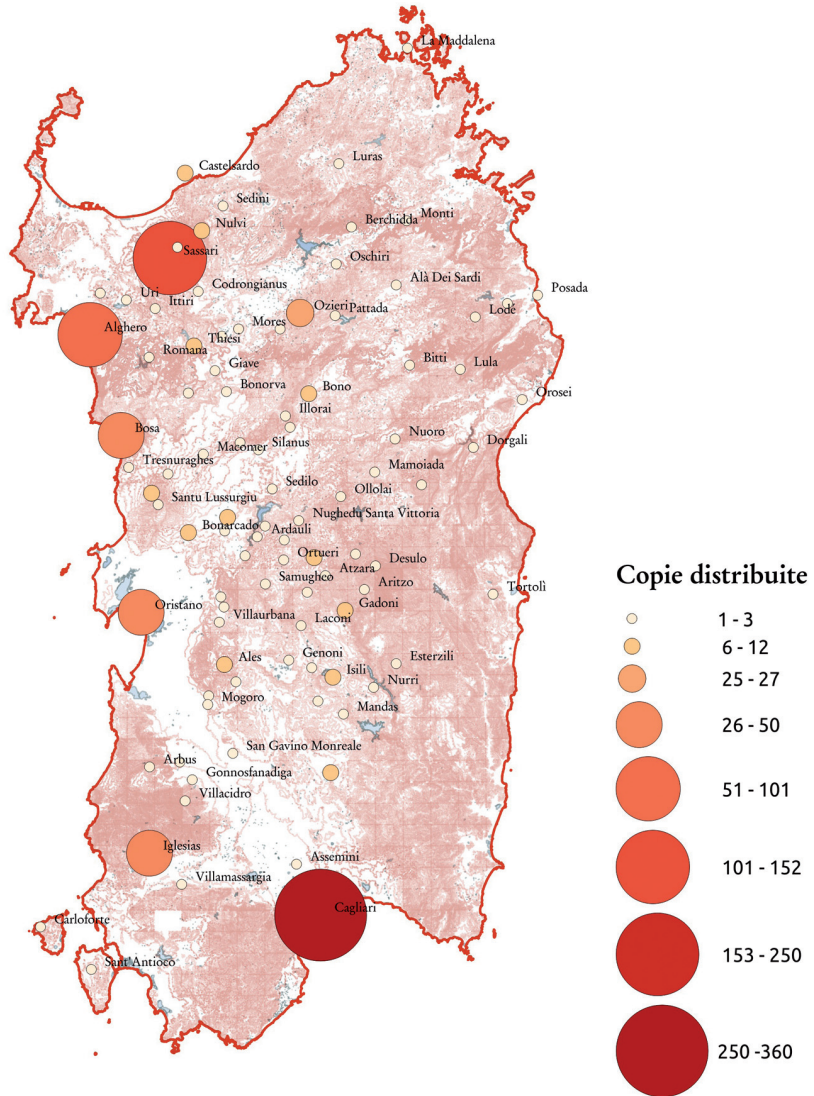 La Maddalena
Luras
Castelsardo
Sedini
Nulvi
Monti
Berchidda
Sassari
Oschiri
Alà Dei Sardi
Codrongianus
Posada
Uri
Ittiri
Ozieri
Pattada
Lodé
Alghero
Mores
Thiesi
Romana
Giave
Bitti
Lula
Bonorva
Bono
Orosei
Illorai
Bosa
Nuoro
Silanus
Dorgali
Macomer
Tresnuraghes
Mamoiada
Sedilo
Ollolai
Santu Lussurgiu
Nughedu Santa Vittoria
Bonarcado
Ardauli
Ortueri
Desulo
Atzara
Samugheo
Aritzo
Tortolì
Oristano
Gadoni
Villaurbana
Laconi
Genoni
Ales
Esterzili
Isili
Nurri
Mogoro
Mandas
San Gavino Monreale
Arbus
Gonnosfanadiga
Villacidro
Iglesias
Assemini
Villamassargia
Cagliari
Carloforte
Sant'Antioco
Copie distribuite
1 - 3
6 - 12
25 - 27
26 - 50
51 - 101
101 - 152
153 - 250
250 - 360